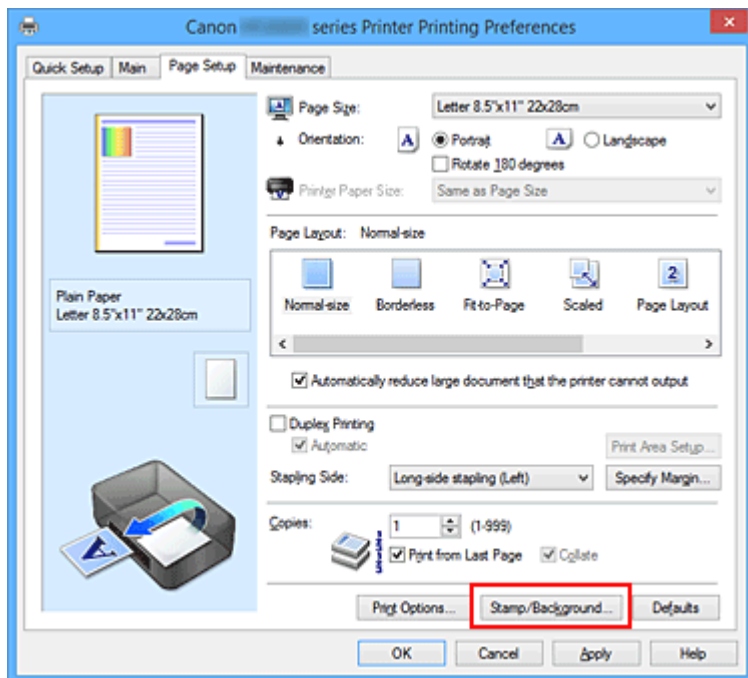 Canon series Printer Printing Preferences
Quick Setup Main Page Setup Maintenance
Page Size: Letter 8.5"x11" 22x28cm
Orientation: A Portrait A Landscape
Rotate 180 degrees
Printer Paper Size: Same as Page Size
Page Layout: Normal-size
2
Normal-size Borderless Fit-to-Page Scaled Page Layout
Plain Paper
Letter 8.5"x11" 22x28cm
Automatically reduce large document that the printer cannot output
Duplex Printing
Automatic Print Area Setup...
Stapling Side: Long-side stapling (Left) Specify Margin...
Copies: 1 (1-999)
Print from Last Page Collate
A
Print Options... Stamp/Background... Defaults
OK Cancel Apply Help